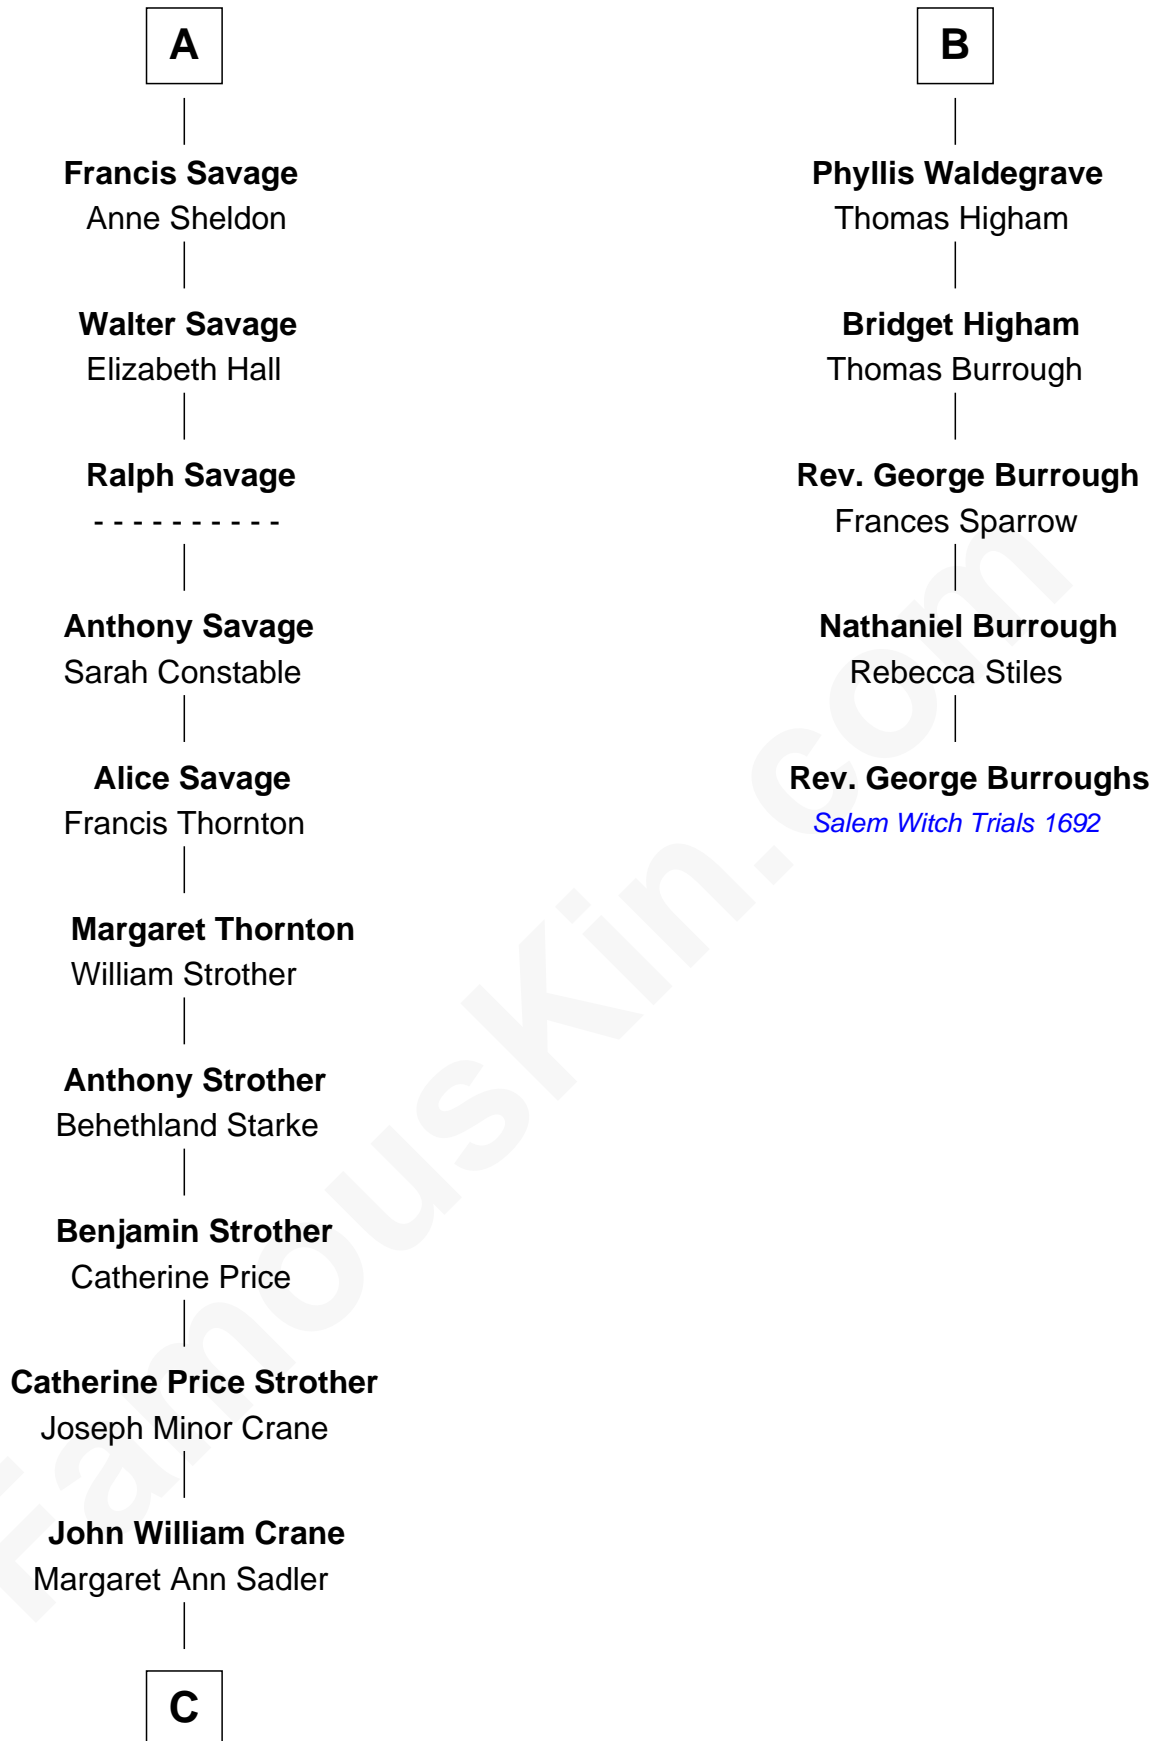 A
Francis Savage
Anne Sheldon
Walter Savage
Elizabeth Hall
Ralph Savage
- - - - - - - - - -
Anthony Savage
Sarah Constable
Alice Savage
Francis Thornton
Margaret Thornton
William Strother
Anthony Strother
Behethland Starke
Benjamin Strother
Catherine Price
Catherine Price Strother
Joseph Minor Crane
John William Crane
Margaret Ann Sadler
C
B
Phyllis Waldegrave
Thomas Higham
Bridget Higham
Thomas Burrough
Rev. George Burrough
Frances Sparrow
Nathaniel Burrough
Rebecca Stiles
Rev. George Burroughs
Salem Witch Trials 1692
FamousKin.com